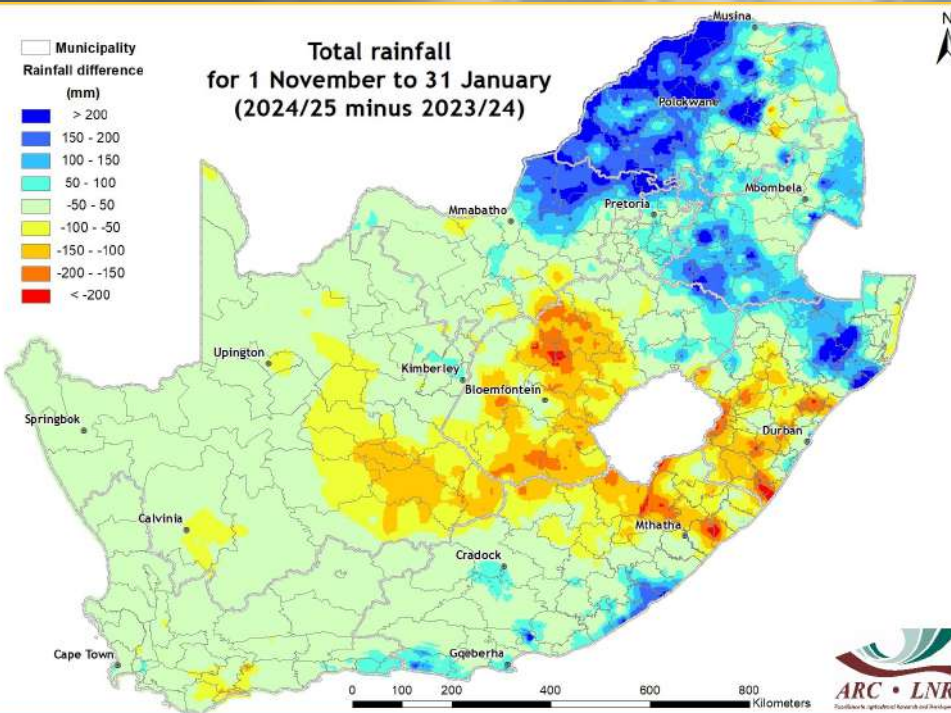 Total rainfall
for 1 November to 31 January
(2024/25 minus 2023/24)
N
Municipality
Rainfall difference
(mm)
> 200
150 - 200
100 - 150
50 - 100
-50 - 50
-100 - -50
-150 - -100
-200 - -150
< -200
Musina
Polokwane
Mbombela
Pretoria
Mmabatho
Upington
Kimberley
Bloemfontein
Springbok
Durban
Calvinia
Mthatha
Cradock
Cape Town
Gqeberha
0 100 200 400 600 800
Kilometers
ARC • LNR